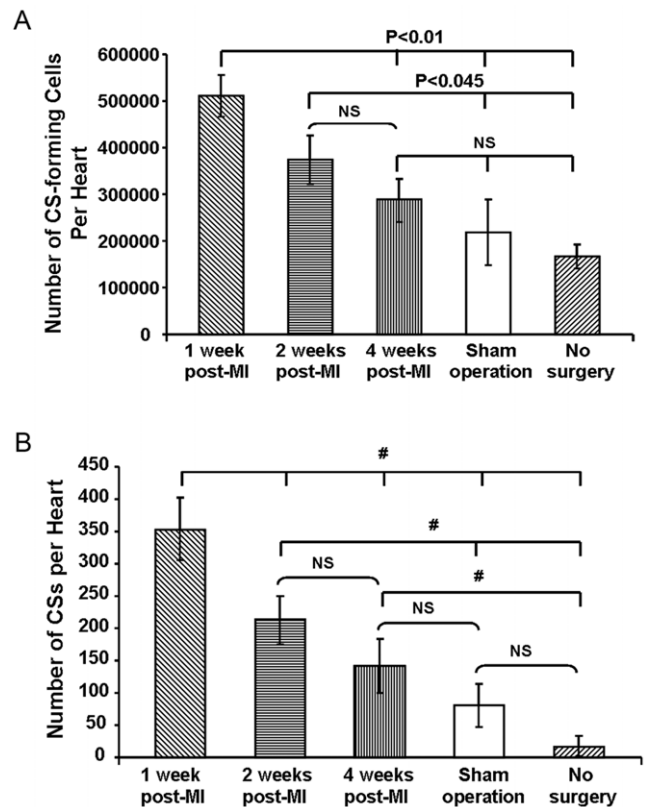 A
P<0.01
600000
P<0.045
500000
NS
400000
NS
300000
200000
100000
0
Number of CS-forming Cells
Per Heart
1 week
post-MI
2 weeks
post-MI
4 weeks
post-MI
Sham
operation
No
surgery
B
#
450
400
#
350
NS
#
300
250
NS
200
NS
150
100
50
0
Number of CSs per Heart
1 week
post-MI
2 weeks
post-MI
4 weeks
post-MI
Sham
operation
No
surgery